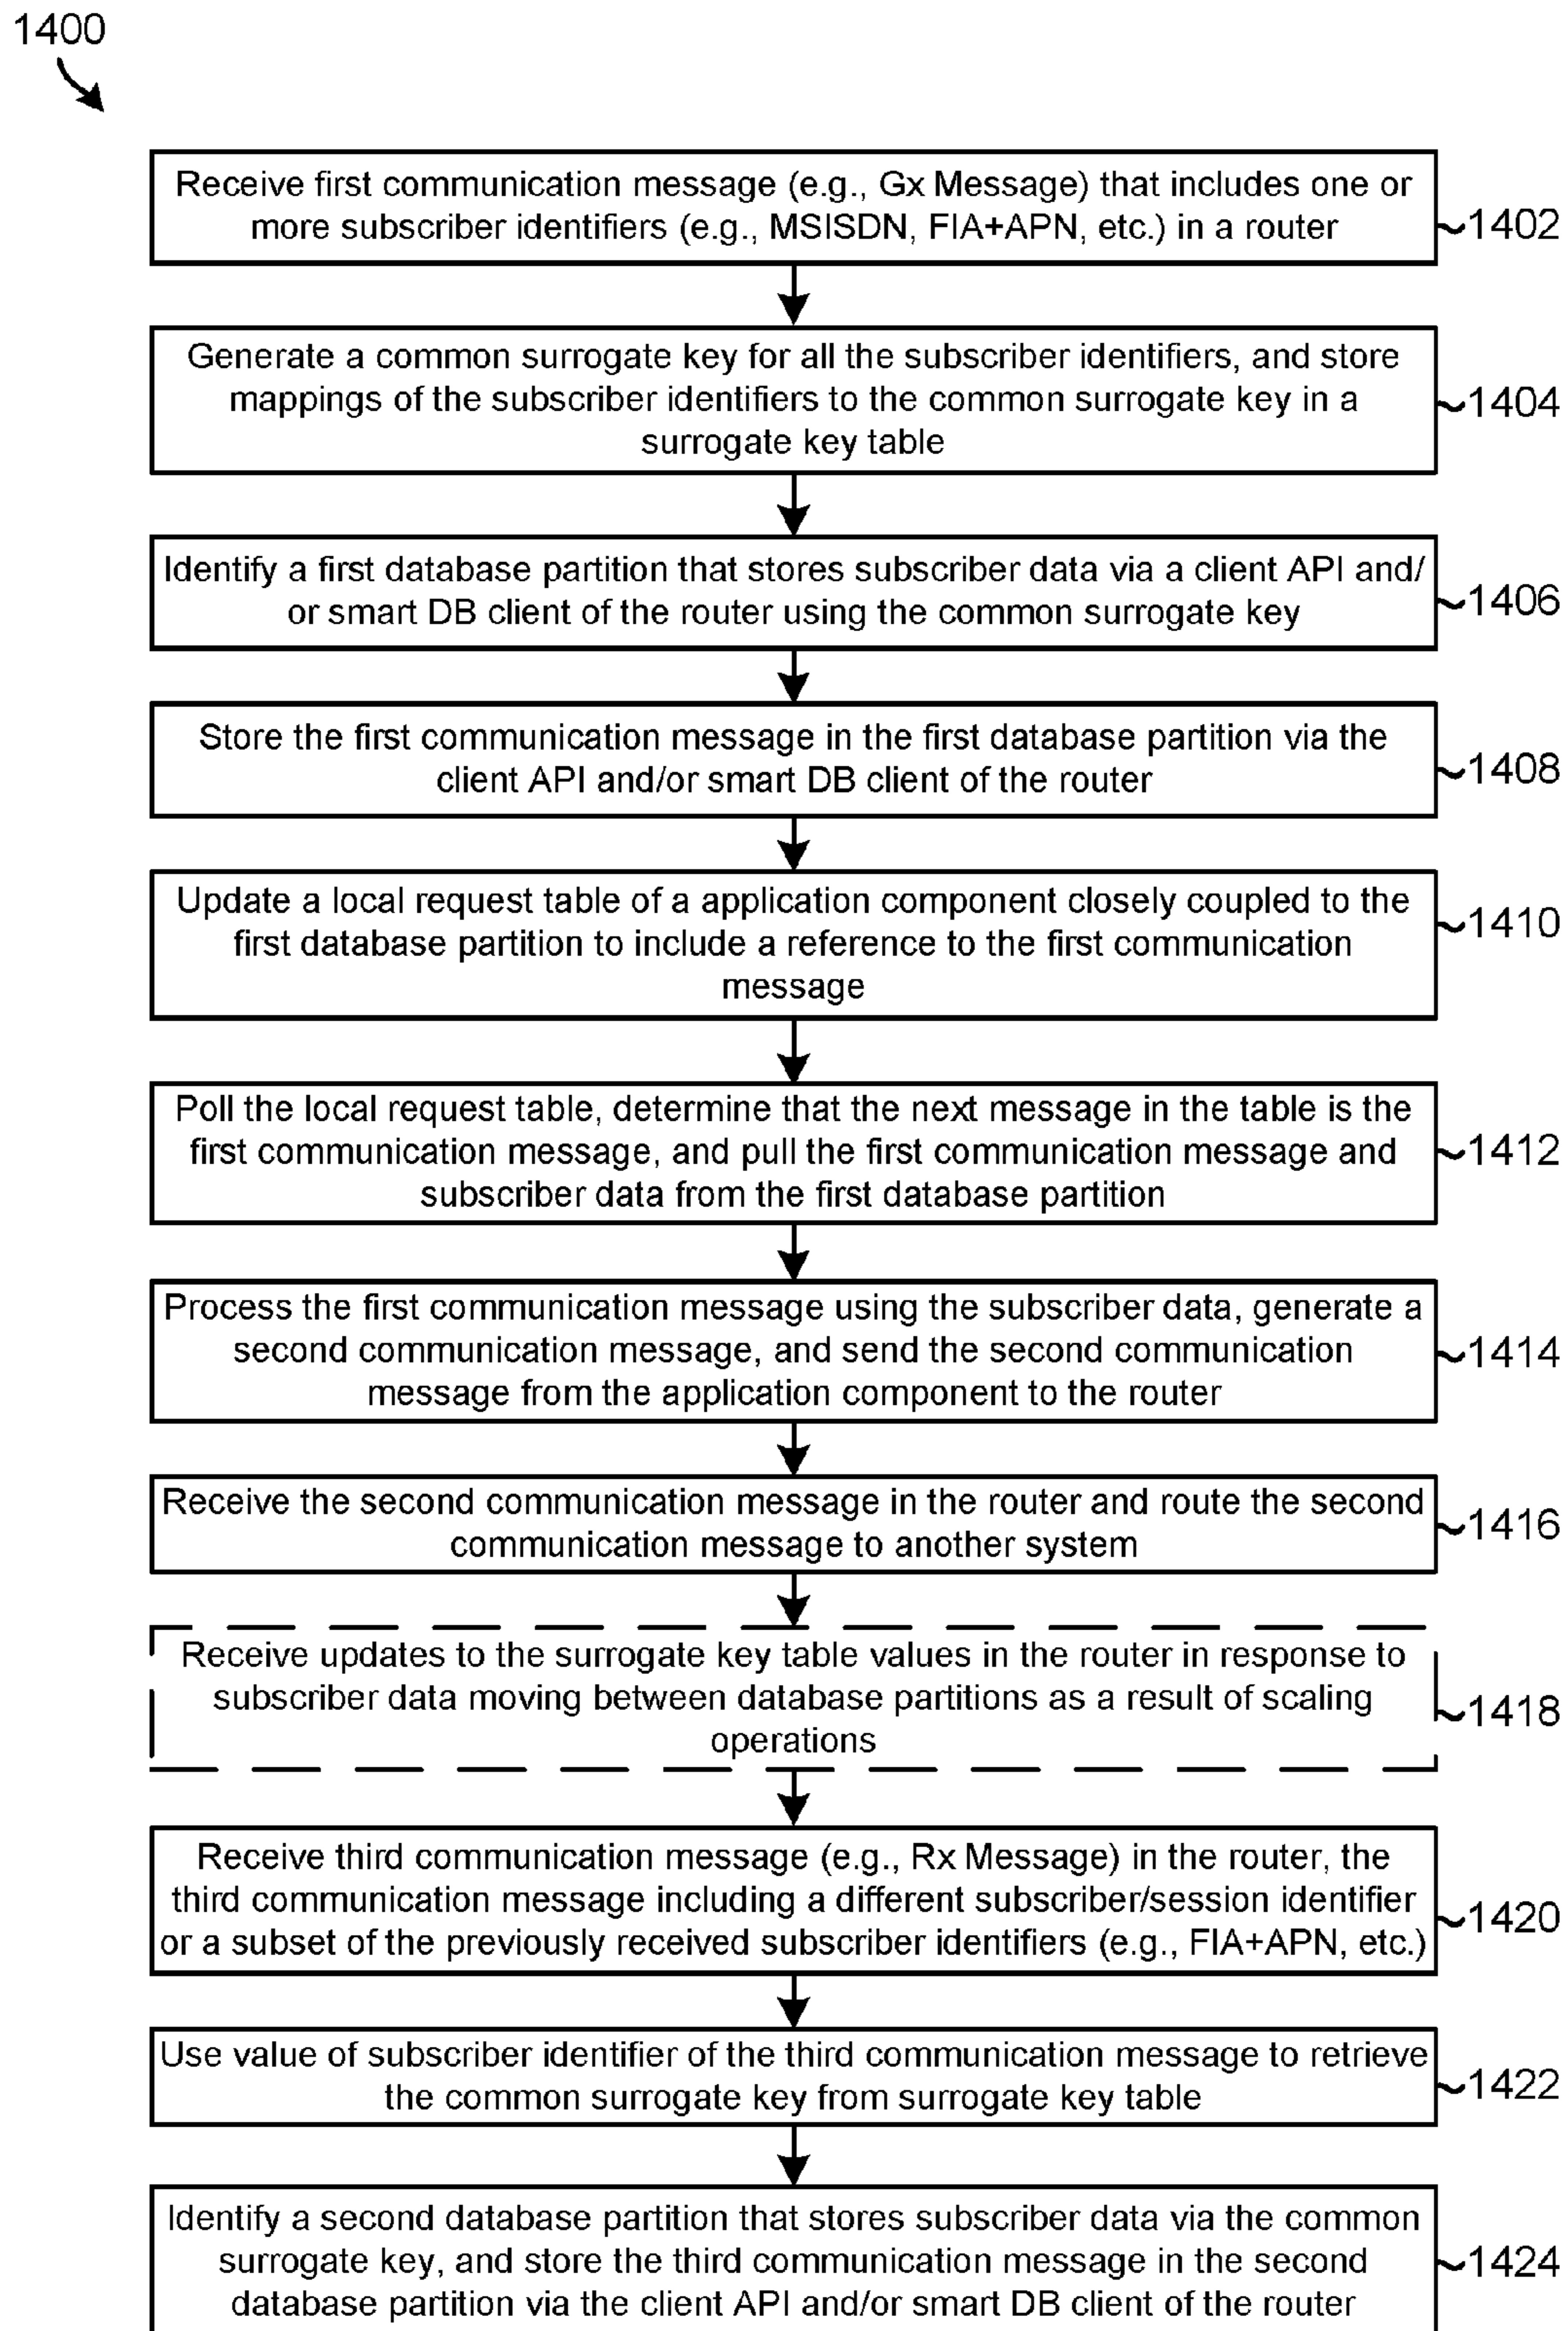 1400
Receive first communication message (e.g., Gx Message) that includes one or
more subscriber identifiers (e.g., MSISDN, FIA+APN, etc.) in a router
1402
Generate a common surrogate key for all the subscriber identifiers, and store
mappings of the subscriber identifiers to the common surrogate key in a
surrogate key table
1404
Identify a first database partition that stores subscriber data via a client API and/
or smart DB client of the router using the common surrogate key
1406
Store the first communication message in the first database partition via the
client API and/or smart DB client of the router
1408
Update a local request table of a application component closely coupled to the
first database partition to include a reference to the first communication
message
1410
Poll the local request table, determine that the next message in the table is the
first communication message, and pull the first communication message and
subscriber data from the first database partition
1412
Process the first communication message using the subscriber data, generate a
second communication message, and send the second communication
message from the application component to the router
1414
Receive the second communication message in the router and route the second
communication message to another system
1416
Receive updates to the surrogate key table values in the router in response to
subscriber data moving between database partitions as a result of scaling
operations
1418
Receive third communication message (e.g., Rx Message) in the router, the
third communication message including a different subscriber/session identifier
or a subset of the previously received subscriber identifiers (e.g., FIA+APN, etc.)
1420
Use value of subscriber identifier of the third communication message to retrieve
the common surrogate key from surrogate key table
1422
Identify a second database partition that stores subscriber data via the common
surrogate key, and store the third communication message in the second
database partition via the client API and/or smart DB client of the router
1424